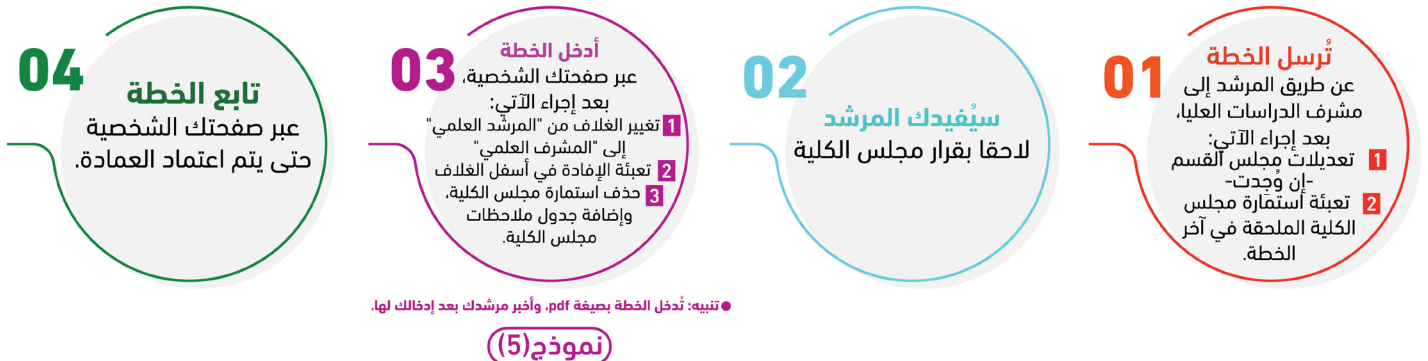 01
تُرسل الخطة
عن طريق المرشد إلى
مشرف الدراسات العليا،
بعد إجراء الآتي:
1 تعديلات مجلس القسم
-إن وُجدت-
2 تعبئة استمارة مجلس
الكلية الملحقة في آخر
الخطة.
02
سيُفيدك المرشد
لاحقا بقرار مجلس الكلية
03
أدخل الخطة
عبر صفحتك الشخصية،
بعد إجراء الآتي:
1 تغيير الغلاف من "المرشد العلمي"
إلى "المشرف العلمي"
2 تعبئة الإفادة في أسفل الغلاف
3 حذف استمارة مجلس الكلية،
وإضافة جدول ملاحظات
مجلس الكلية.
● تنبيه: تُدخل الخطة بصيغة pdf، وأخبر مرشدك بعد إدخالك لها.
نموذج(5)
04
تابع الخطة
عبر صفحتك الشخصية
حتى يتم اعتماد العمادة.